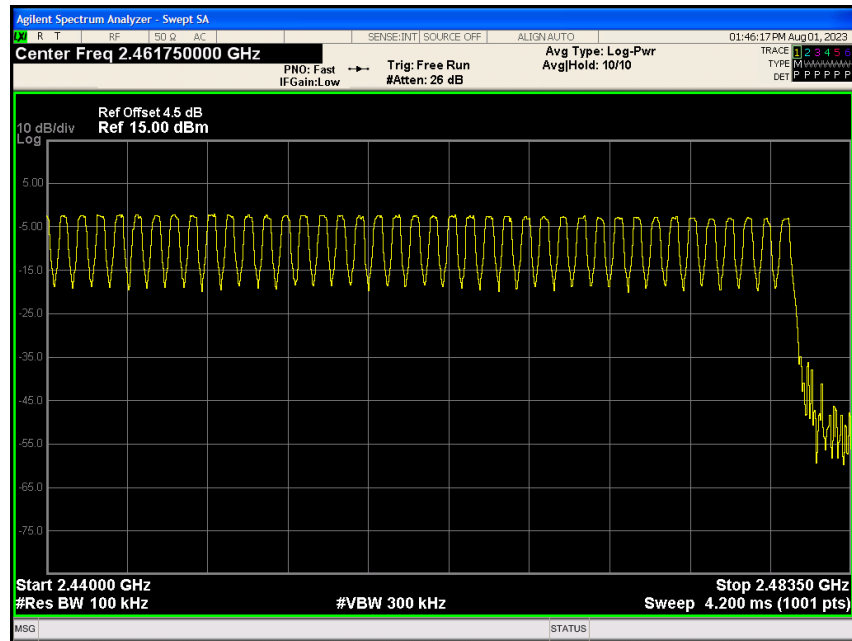 Agilent Spectrum Analyzer - Swept SA
LXI R T RF 50 Ω AC SENSE:INT SOURCE OFF ALIGN AUTO 01:46:17 PM Aug 01, 2023
Center Freq 2.461750000 GHz Avg Type: Log-Pwr TRACE 1 2 3 4 5 6
PNO: Fast Trig: Free Run Avg|Hold: 10/10 TYPE M WWWWW
IFGain:Low #Atten: 26 dB DET P P P P P P
Ref Offset 4.5 dB
10 dB/div Ref 15.00 dBm
Log
5.00
-5.00
-15.0
-25.0
-35.0
-45.0
-55.0
-65.0
-75.0
Start 2.44000 GHz Stop 2.48350 GHz
#Res BW 100 kHz #VBW 300 kHz Sweep 4.200 ms (1001 pts)
MSG STATUS